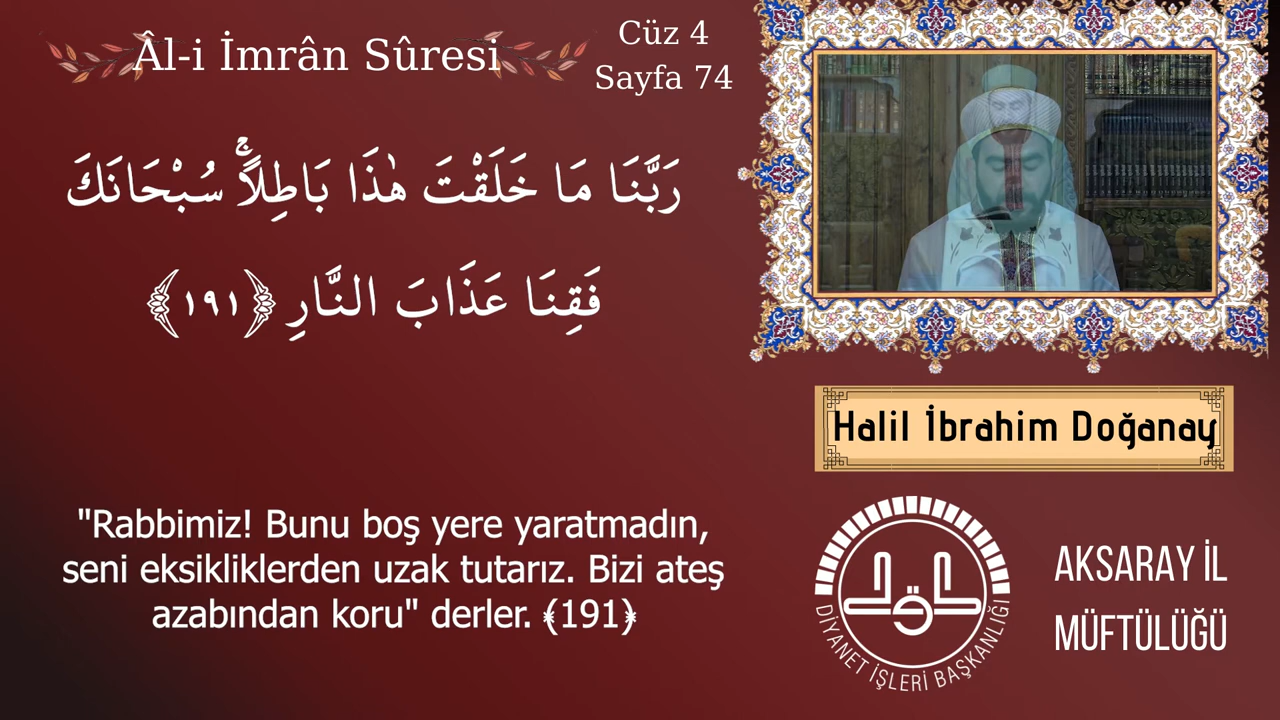 Âl-i İmrân Sûresi
Cüz 4
Sayfa 74
رَبَّنَا مَا خَلَقْتَ هٰذَا بَاطِلًاۚ سُبْحَانَكَ
فَقِنَا عَذَابَ النَّارِ ﴿١٩١﴾
Halil İbrahim Doğanay
"Rabbimiz! Bunu boş yere yaratmadın,
seni eksikliklerden uzak tutarız. Bizi ateş
azabından koru" derler. ﴾191﴿
DİYANET İŞLERİ BAŞKANLIĞI
AKSARAY İL
MÜFTÜLÜĞÜ